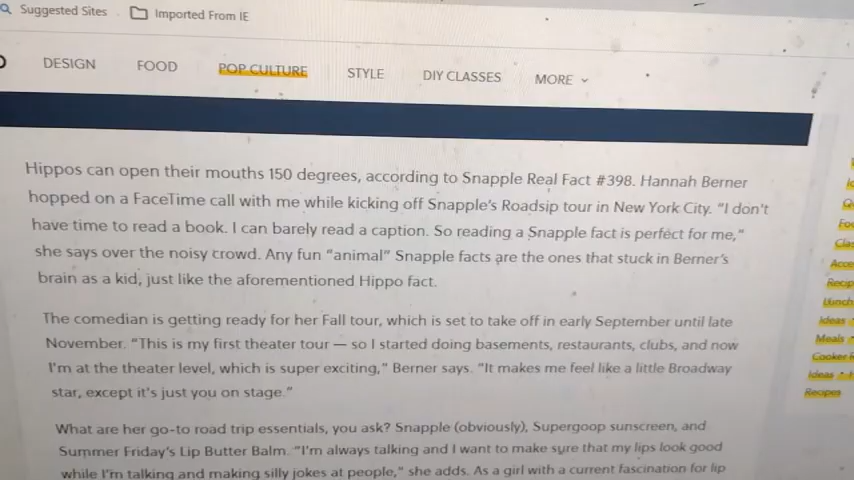 Suggested Sites Imported From IE
DESIGN FOOD POP CULTURE STYLE DIY CLASSES MORE
Hippos can open their mouths 150 degrees, according to Snapple Real Fact #398. Hannah Berner
hopped on a FaceTime call with me while kicking off Snapple's Roadsip tour in New York City. "I don't
have time to read a book. I can barely read a caption. So reading a Snapple fact is perfect for me,"
she says over the noisy crowd. Any fun "animal" Snapple facts are the ones that stuck in Berner's
brain as a kid, just like the aforementioned Hippo fact.
The comedian is getting ready for her Fall tour, which is set to take off in early September until late
November. "This is my first theater tour — so I started doing basements, restaurants, clubs, and now
I'm at the theater level, which is super exciting," Berner says. "It makes me feel like a little Broadway
star, except it's just you on stage."
What are her go-to road trip essentials, you ask? Snapple (obviously), Supergoop sunscreen, and
Summer Friday's Lip Butter Balm. "I'm always talking and I want to make sure that my lips look good
while I'm talking and making silly jokes at people," she adds. As a girl with a current fascination for lip
Recip
Lunch
Ideas
Meals
Cooker R
Ideas
Recipes